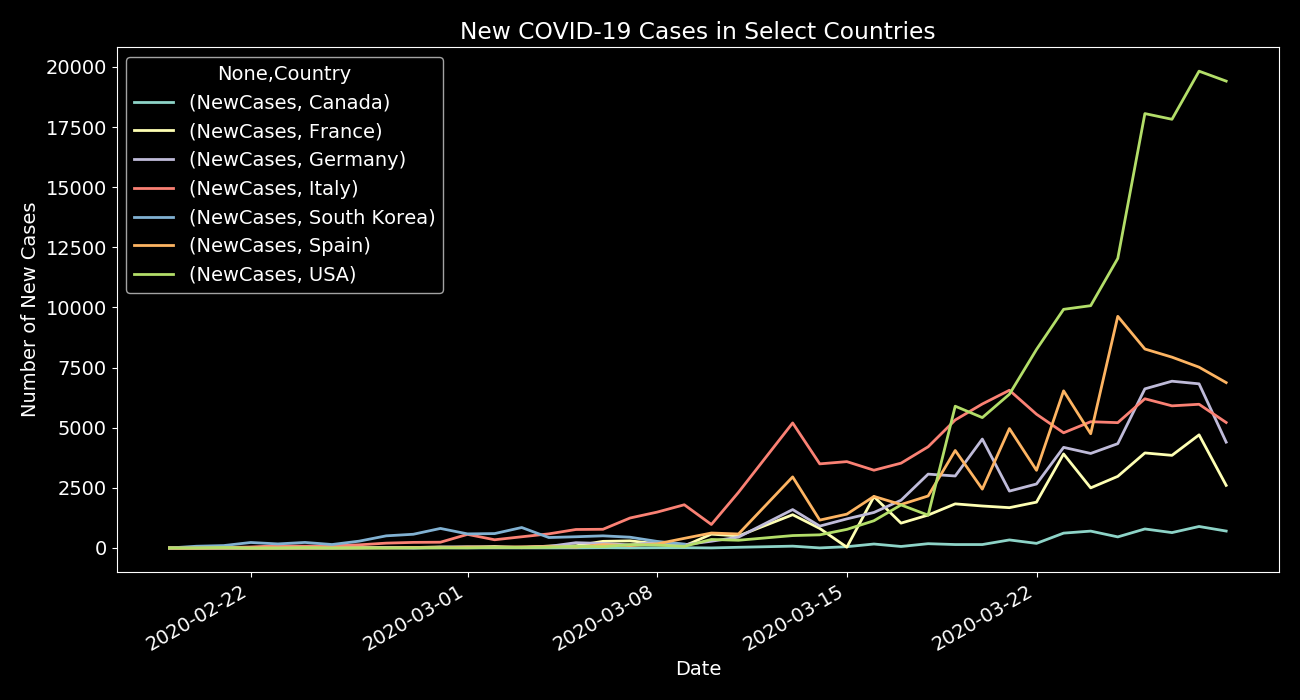 New COVID-19 Cases in Select Countries
None,Country
(NewCases, Canada)
(NewCases, France)
(NewCases, Germany)
(NewCases, Italy)
(NewCases, South Korea)
(NewCases, Spain)
(NewCases, USA)
Number of New Cases
20000
17500
15000
12500
10000
7500
5000
2500
0
2020-02-22
2020-03-01
2020-03-08
2020-03-15
2020-03-22
Date